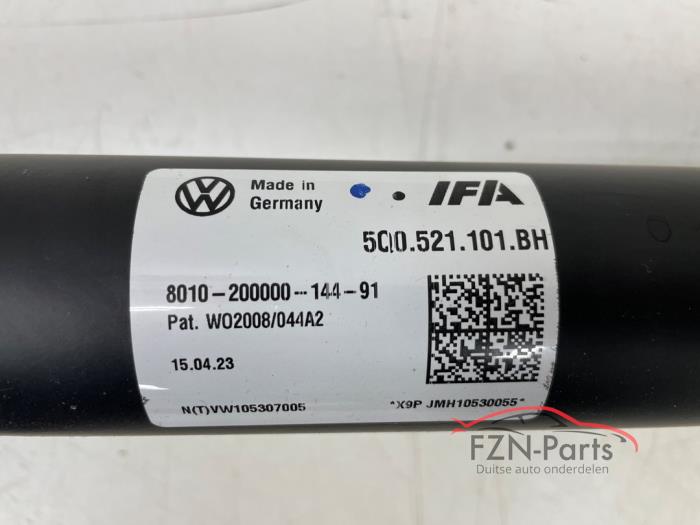 VW
Made in
Germany
IFA
5Q0.521.101.BH
8010-200000-144-91
Pat. WO2008/044A2
15.04.23
N(T)VW105307005
*X9P JMH10530055*
FZN-Parts
Duitse auto onderdelen